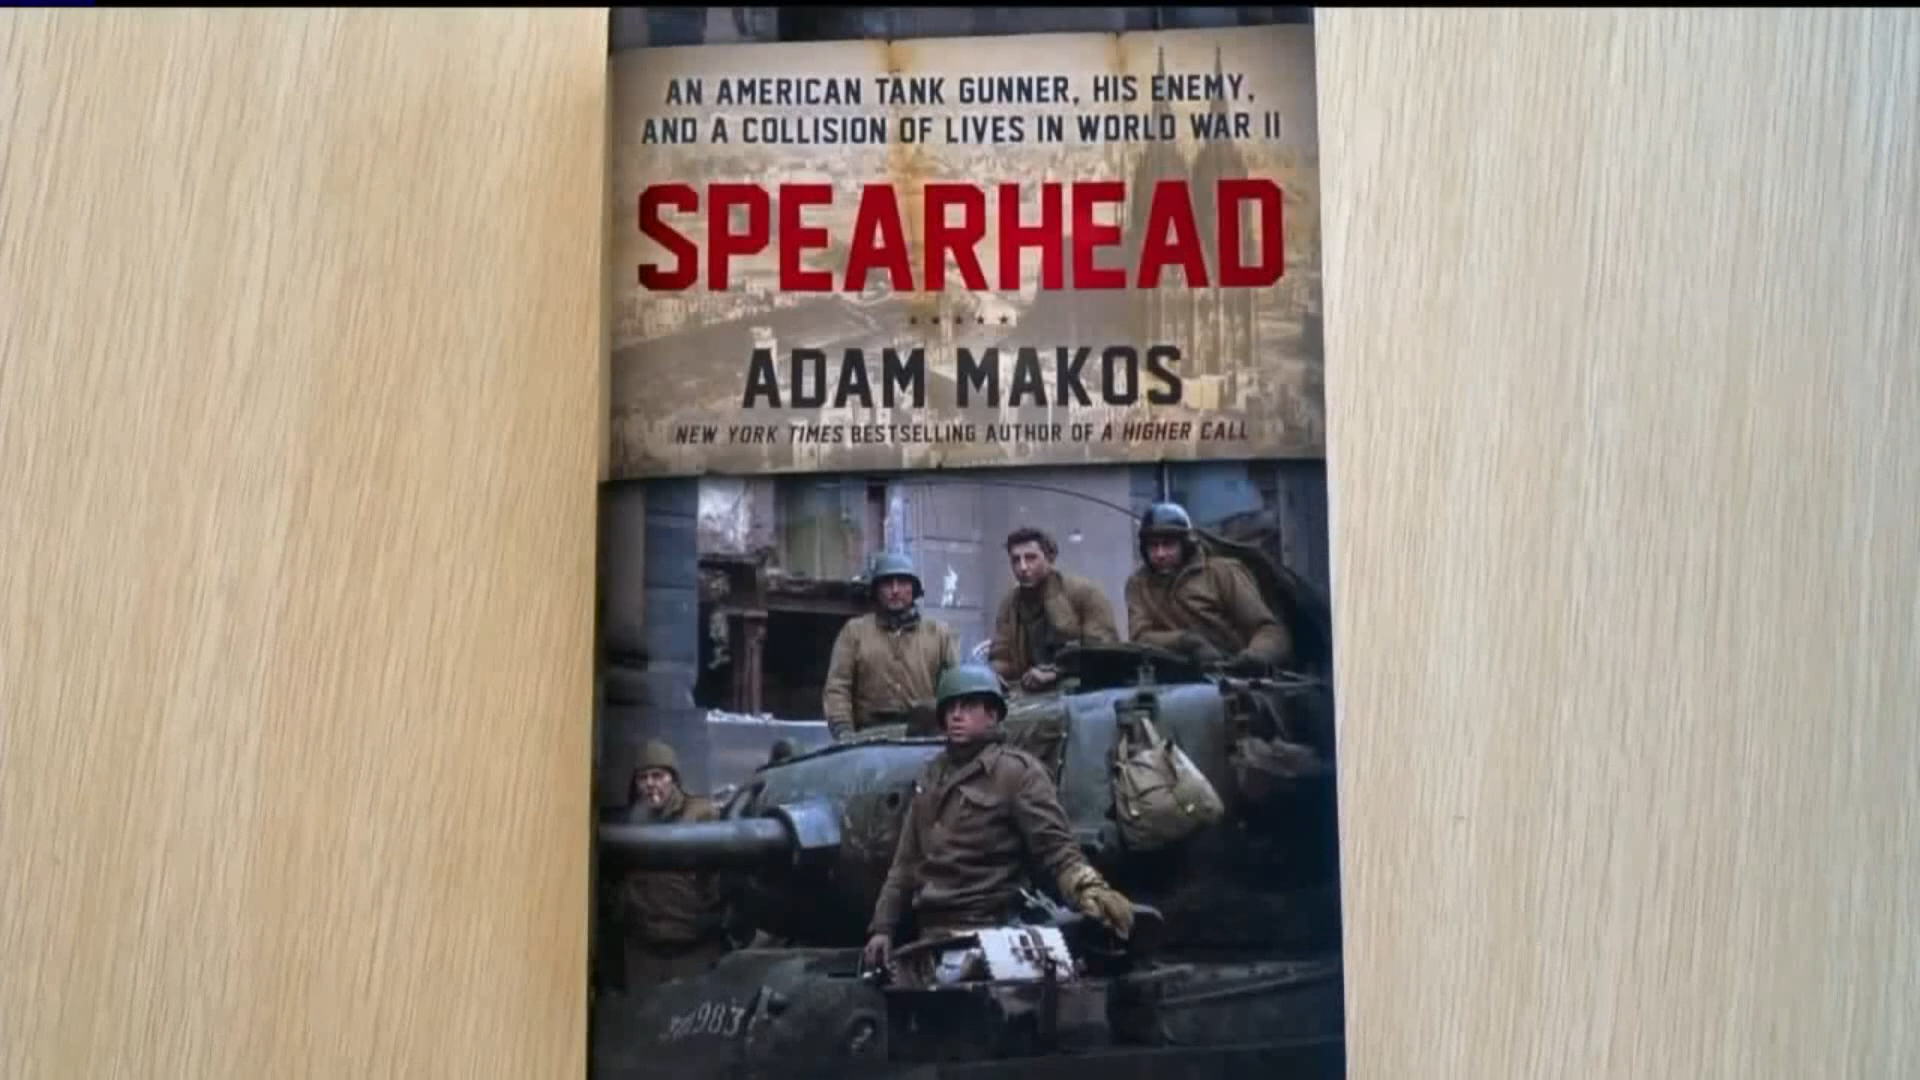 AN AMERICAN TANK GUNNER, HIS ENEMY,
AND A COLLISION OF LIVES IN WORLD WAR II
SPEARHEAD
ADAM MAKOS
NEW YORK TIMES BESTSELLING AUTHOR OF A HIGHER CALL
983